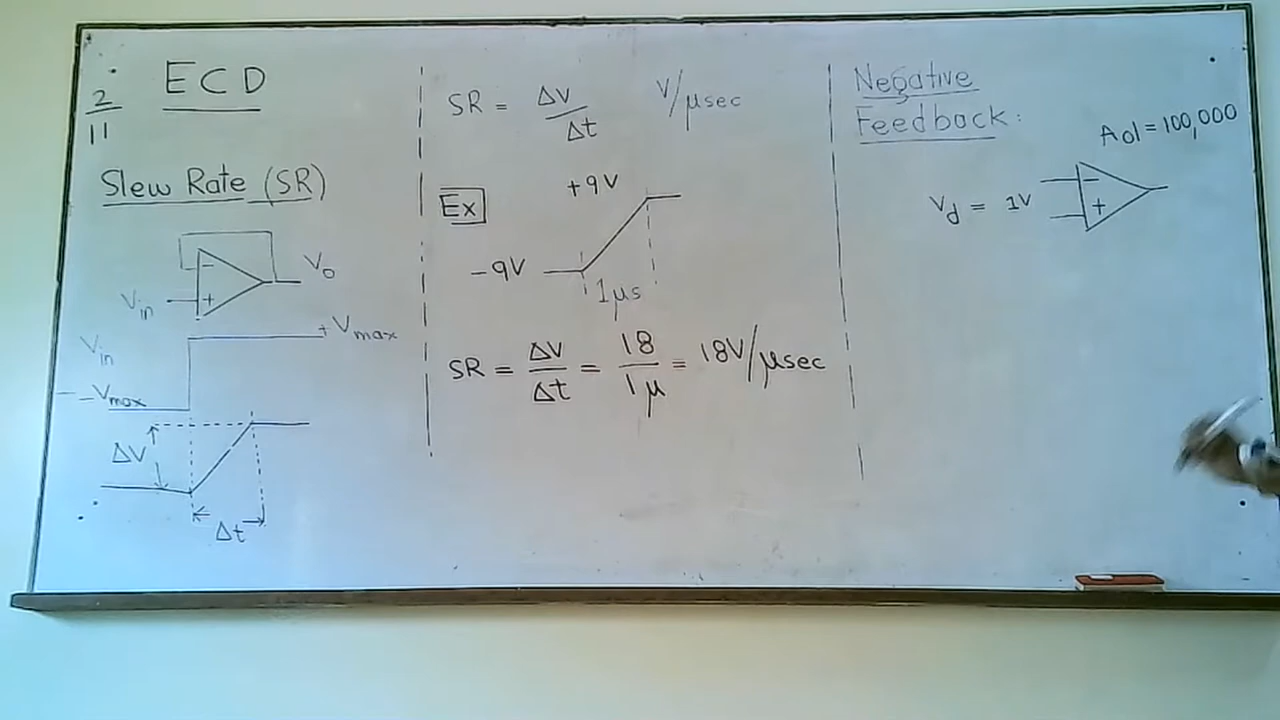 2/11
ECD
Slew Rate (SR)
Vo
Vin
−
+
+Vmax
Vin
−Vmax
ΔV
Δt
SR = ΔV/Δt V/μsec
Ex
+9V
−9V
1μs
SR = ΔV/Δt = 18/1μ = 18V/μsec
Negative
Feedback:
Aol = 100,000
Vd = 1V
−
+